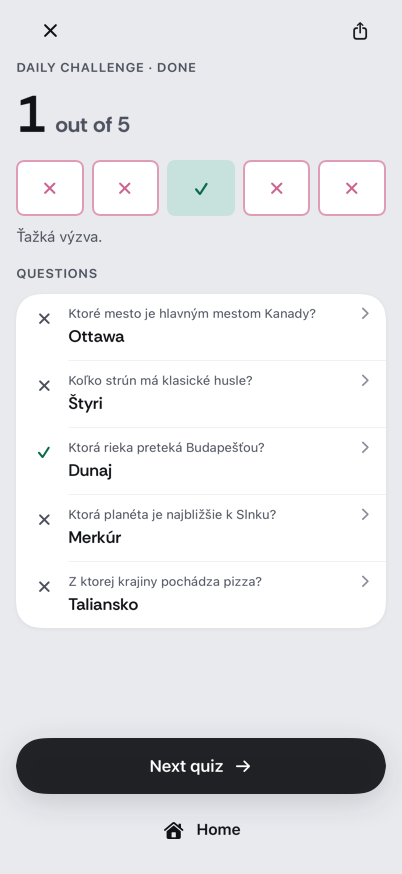 DAILY CHALLENGE · DONE
1 out of 5
Ťažká výzva.
QUESTIONS
Ktoré mesto je hlavným mestom Kanady?
Ottawa
Koľko strún má klasické husle?
Štyri
Ktorá rieka preteká Budapešťou?
Dunaj
Ktorá planéta je najbližšie k Slnku?
Merkúr
Z ktorej krajiny pochádza pizza?
Taliansko
Next quiz
Home